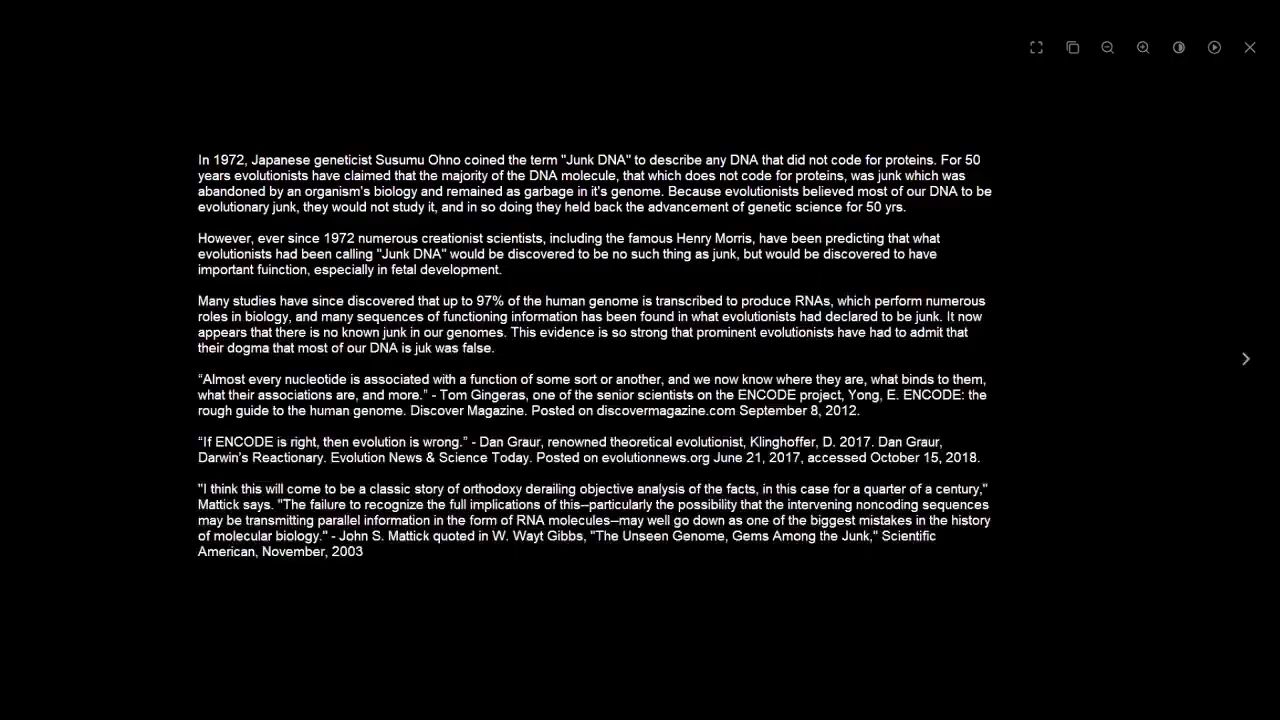 In 1972, Japanese geneticist Susumu Ohno coined the term "Junk DNA" to describe any DNA that did not code for proteins. For 50
years evolutionists have claimed that the majority of the DNA molecule, that which does not code for proteins, was junk which was
abandoned by an organism's biology and remained as garbage in it's genome. Because evolutionists believed most of our DNA to be
evolutionary junk, they would not study it, and in so doing they held back the advancement of genetic science for 50 yrs.
However, ever since 1972 numerous creationist scientists, including the famous Henry Morris, have been predicting that what
evolutionists had been calling "Junk DNA" would be discovered to be no such thing as junk, but would be discovered to have
important fuinction, especially in fetal development.
Many studies have since discovered that up to 97% of the human genome is transcribed to produce RNAs, which perform numerous
roles in biology, and many sequences of functioning information has been found in what evolutionists had declared to be junk. It now
appears that there is no known junk in our genomes. This evidence is so strong that prominent evolutionists have had to admit that
their dogma that most of our DNA is juk was false.
“Almost every nucleotide is associated with a function of some sort or another, and we now know where they are, what binds to them,
what their associations are, and more.” - Tom Gingeras, one of the senior scientists on the ENCODE project, Yong, E. ENCODE: the
rough guide to the human genome. Discover Magazine. Posted on discovermagazine.com September 8, 2012.
“If ENCODE is right, then evolution is wrong.” - Dan Graur, renowned theoretical evolutionist, Klinghoffer, D. 2017. Dan Graur,
Darwin’s Reactionary. Evolution News & Science Today. Posted on evolutionnews.org June 21, 2017, accessed October 15, 2018.
"I think this will come to be a classic story of orthodoxy derailing objective analysis of the facts, in this case for a quarter of a century,"
Mattick says. "The failure to recognize the full implications of this--particularly the possibility that the intervening noncoding sequences
may be transmitting parallel information in the form of RNA molecules--may well go down as one of the biggest mistakes in the history
of molecular biology." - John S. Mattick quoted in W. Wayt Gibbs, "The Unseen Genome, Gems Among the Junk," Scientific
American, November, 2003